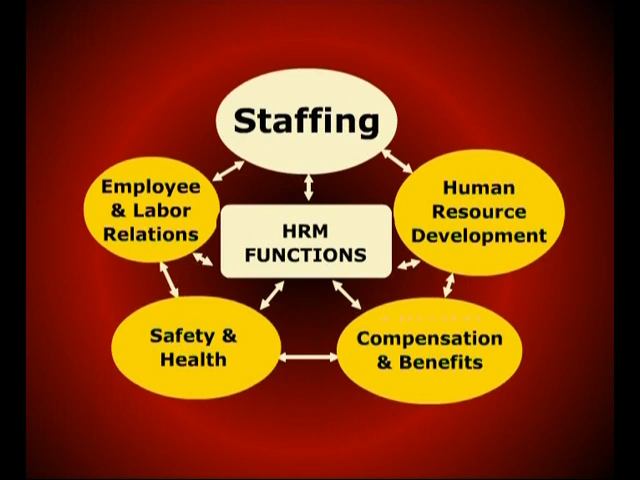 Staffing
Employee
& Labor
Relations
HRM
FUNCTIONS
Human
Resource
Development
Safety &
Health
Compensation
& Benefits